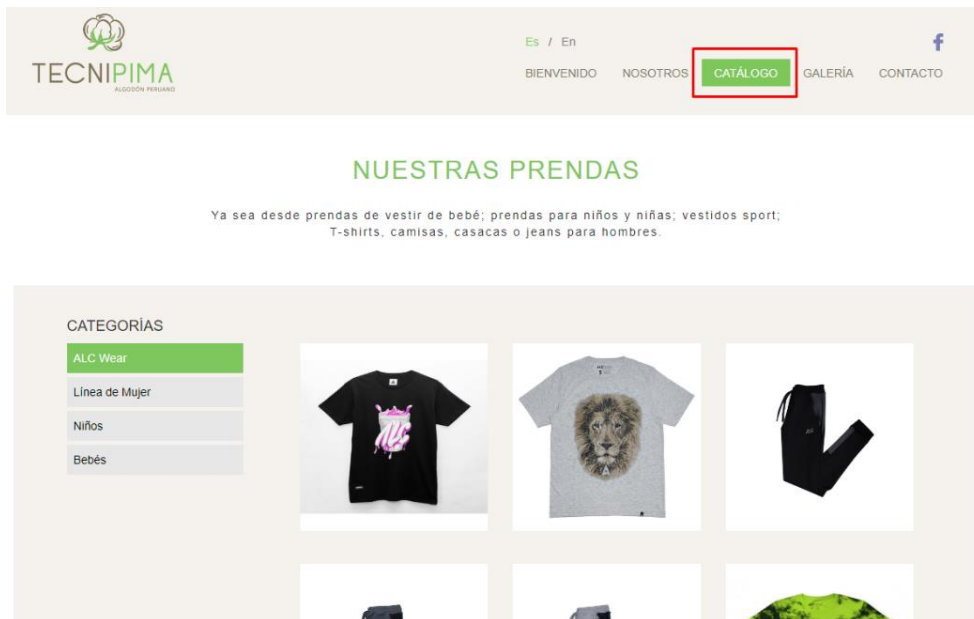 TECNIPIMA
ALGODÓN PERUANO
Es / En
f
BIENVENIDO NOSOTROS CATÁLOGO GALERÍA CONTACTO
NUESTRAS PRENDAS
Ya sea desde prendas de vestir de bebé; prendas para niños y niñas; vestidos sport;
T-shirts, camisas, casacas o jeans para hombres.
CATEGORÍAS
ALC Wear
Línea de Mujer
Niños
Bebés
ALC
A